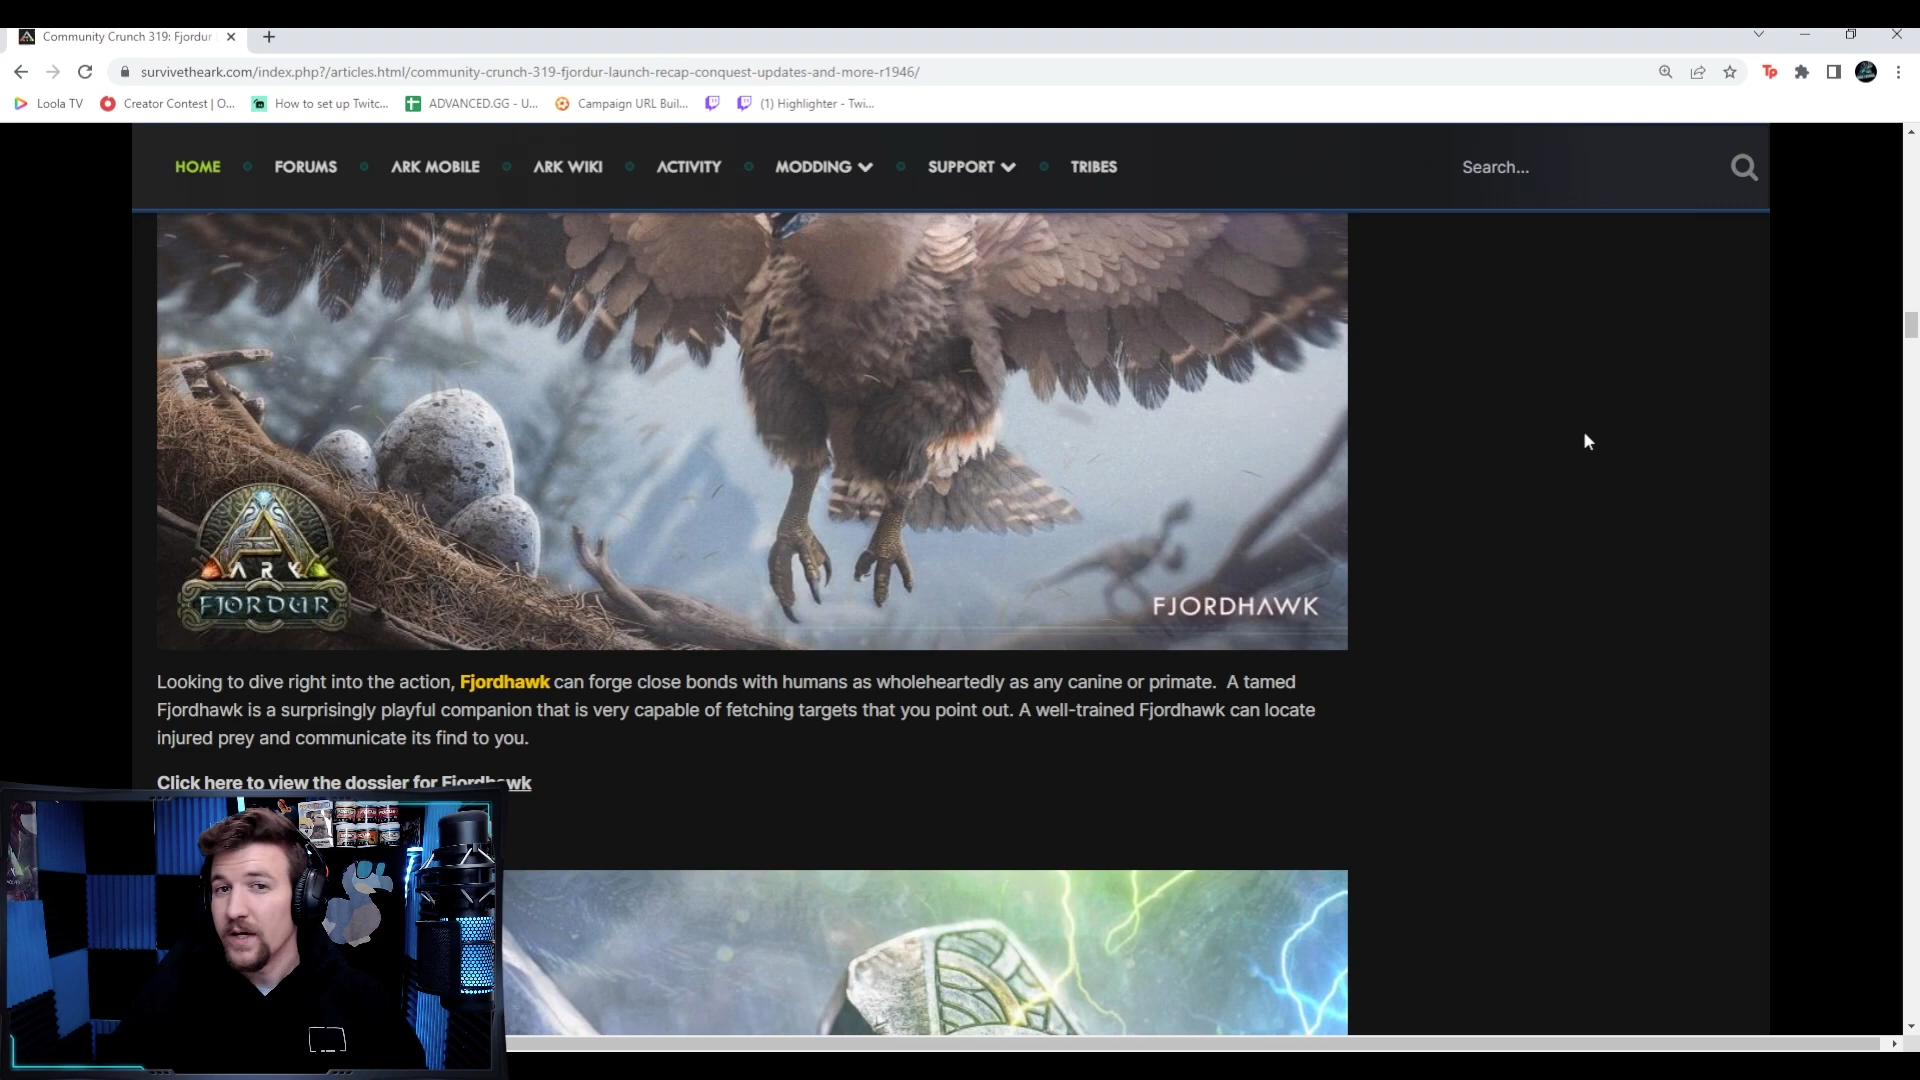 Community Crunch 319: Fjordur
survivetheark.com/index.php?/articles.html/community-crunch-319-fjordur-launch-recap-conquest-updates-and-more-r1946/
Tp
Loola TV
Creator Contest | O...
How to set up Twitc...
ADVANCED.GG - U...
Campaign URL Buil...
(1) Highlighter - Twi...
HOME
FORUMS
ARK MOBILE
ARK WIKI
ACTIVITY
MODDING
SUPPORT
TRIBES
Search...
ARK
FJORDUR
FJORDHAWK
Looking to dive right into the action, Fjordhawk can forge close bonds with humans as wholeheartedly as any canine or primate. A tamed
Fjordhawk is a surprisingly playful companion that is very capable of fetching targets that you point out. A well-trained Fjordhawk can locate
injured prey and communicate its find to you.
Click here to view the dossier for Fjordhawk